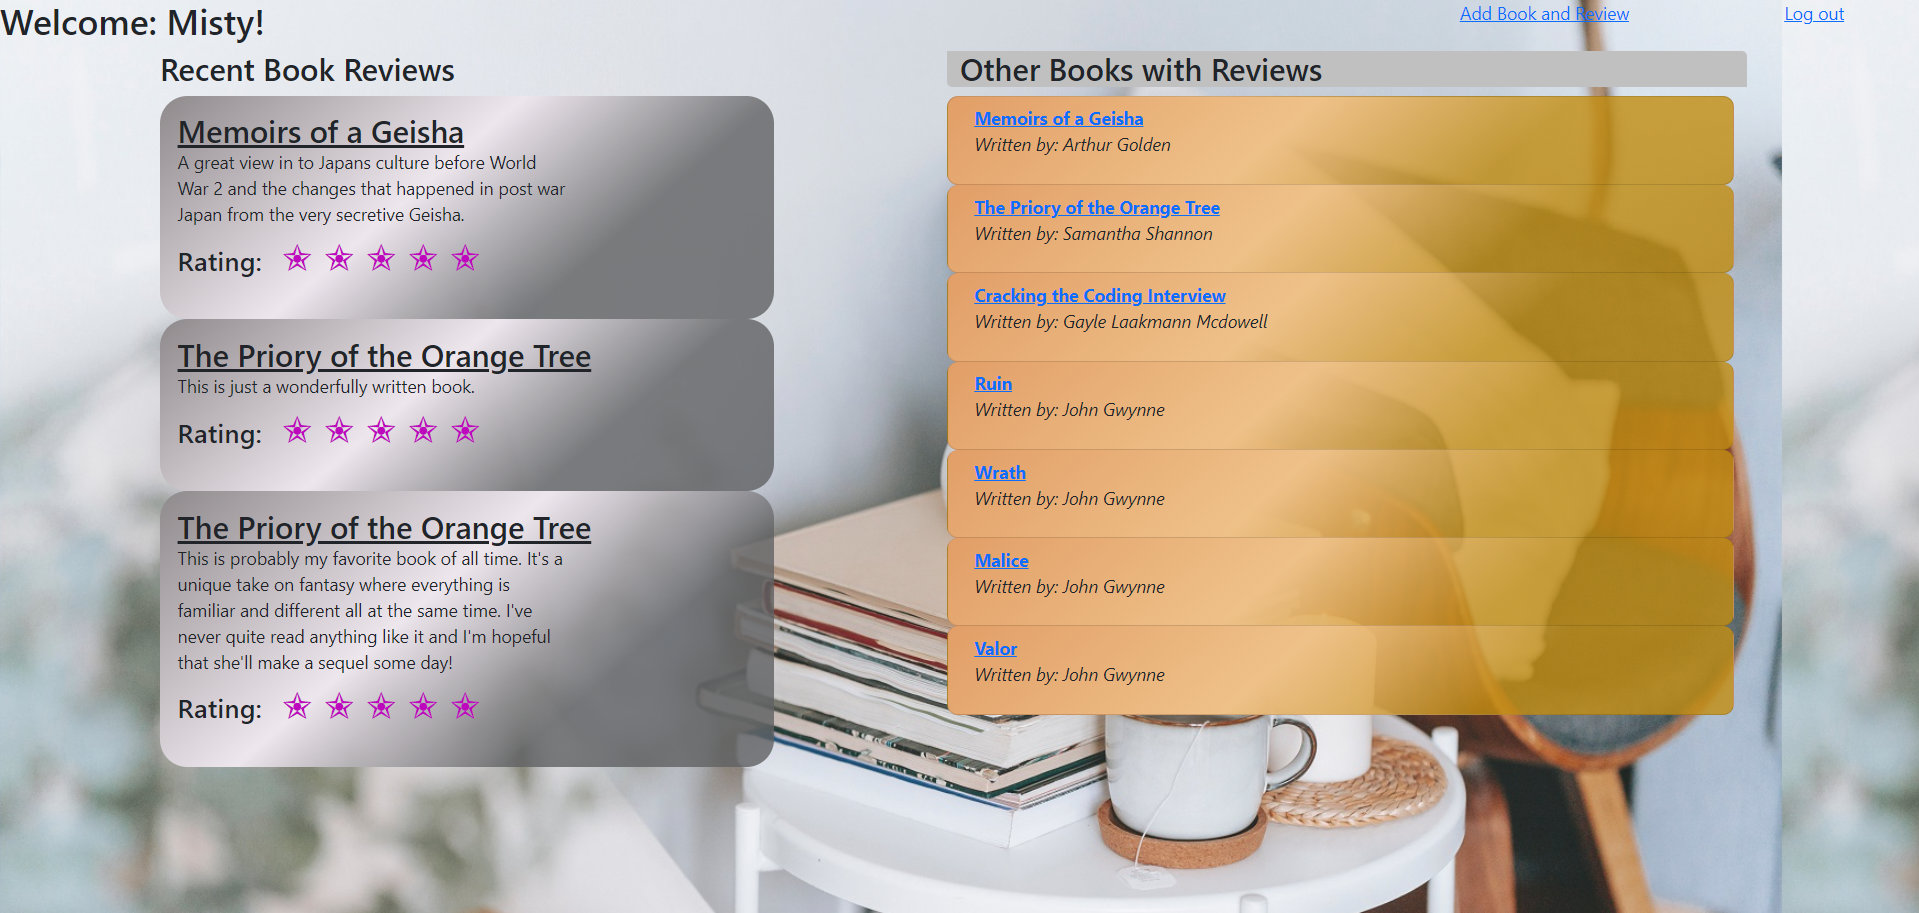 Welcome: Misty!
Add Book and Review
Log out
Recent Book Reviews
Memoirs of a Geisha
A great view in to Japans culture before World
War 2 and the changes that happened in post war
Japan from the very secretive Geisha.
Rating:
The Priory of the Orange Tree
This is just a wonderfully written book.
Rating:
The Priory of the Orange Tree
This is probably my favorite book of all time. It's a
unique take on fantasy where everything is
familiar and different all at the same time. I've
never quite read anything like it and I'm hopeful
that she'll make a sequel some day!
Rating:
Other Books with Reviews
Memoirs of a Geisha
Written by: Arthur Golden
The Priory of the Orange Tree
Written by: Samantha Shannon
Cracking the Coding Interview
Written by: Gayle Laakmann Mcdowell
Ruin
Written by: John Gwynne
Wrath
Written by: John Gwynne
Malice
Written by: John Gwynne
Valor
Written by: John Gwynne